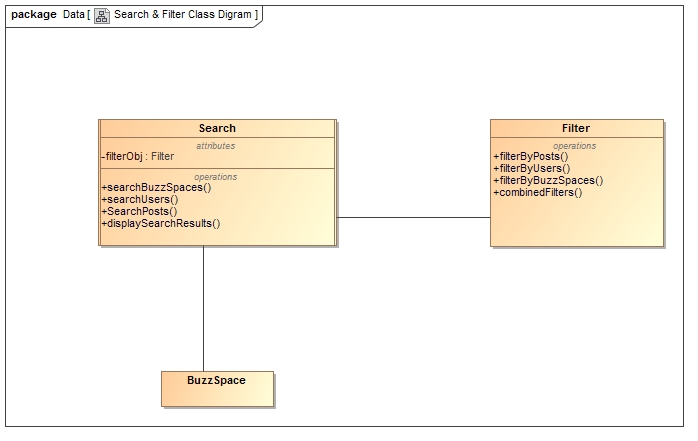 package Data [ Search & Filter Class Digram ]
Search
attributes
-filterObj : Filter
operations
+searchBuzzSpaces()
+searchUsers()
+SearchPosts()
+displaySearchResults()
Filter
operations
+filterByPosts()
+filterByUsers()
+filterByBuzzSpaces()
+combinedFilters()
BuzzSpace